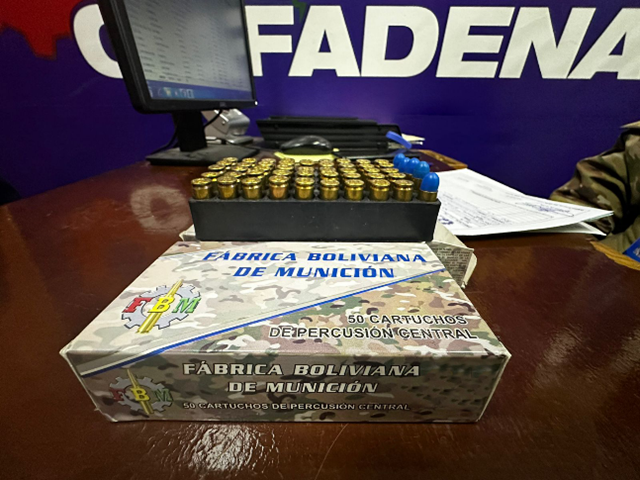 C FADENA
FÁBRICA BOLIVIANA
DE MUNICIÓN
FBM
50 CARTUCHOS
DE PERCUSIÓN CENTRAL
FÁBRICA BOLIVIANA
DE MUNICIÓN
FBM
50 CARTUCHOS DE PERCUSIÓN CENTRAL